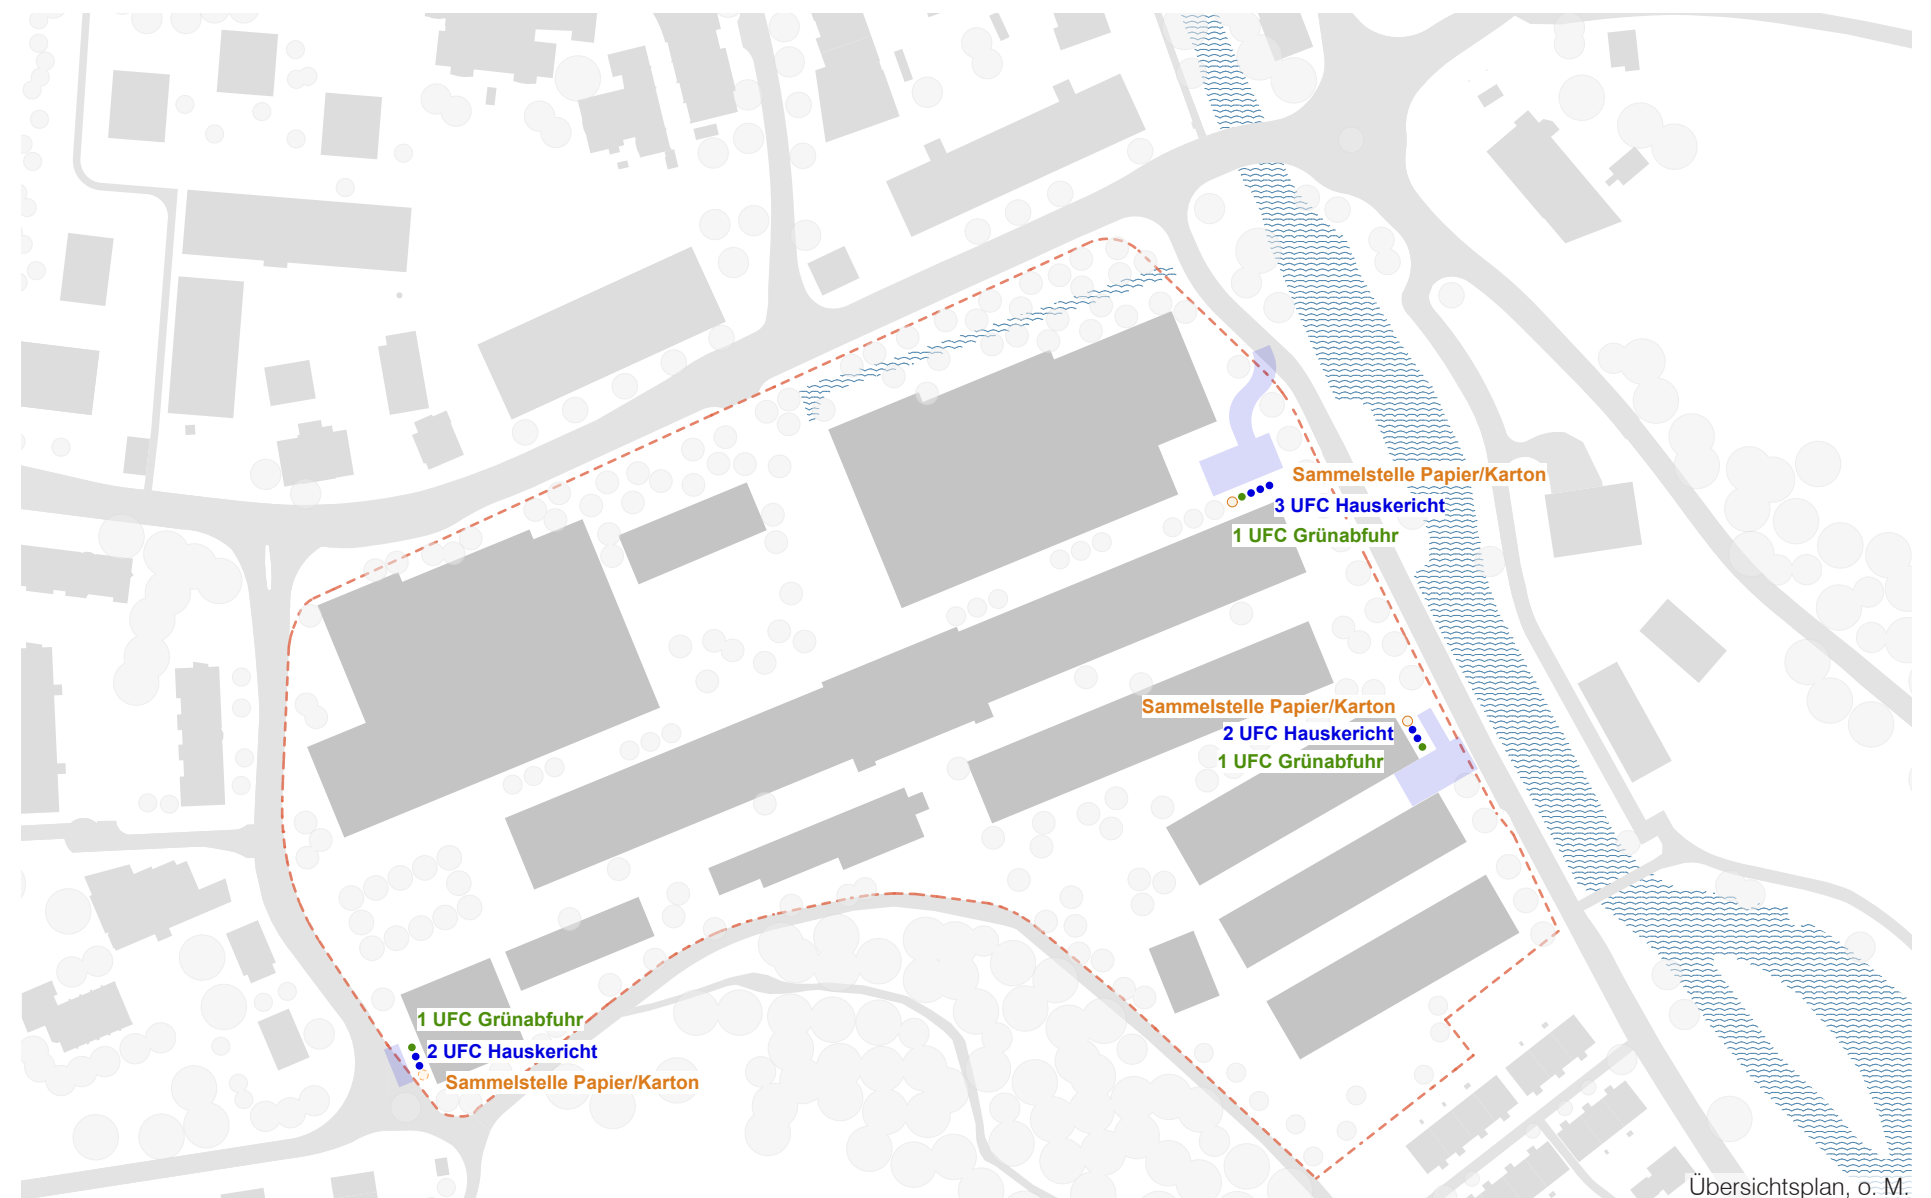 Sammelstelle Papier/Karton
3 UFC Hauskericht
1 UFC Grünabfuhr
Sammelstelle Papier/Karton
2 UFC Hauskericht
1 UFC Grünabfuhr
1 UFC Grünabfuhr
2 UFC Hauskericht
Sammelstelle Papier/Karton
Übersichtsplan, o. M.